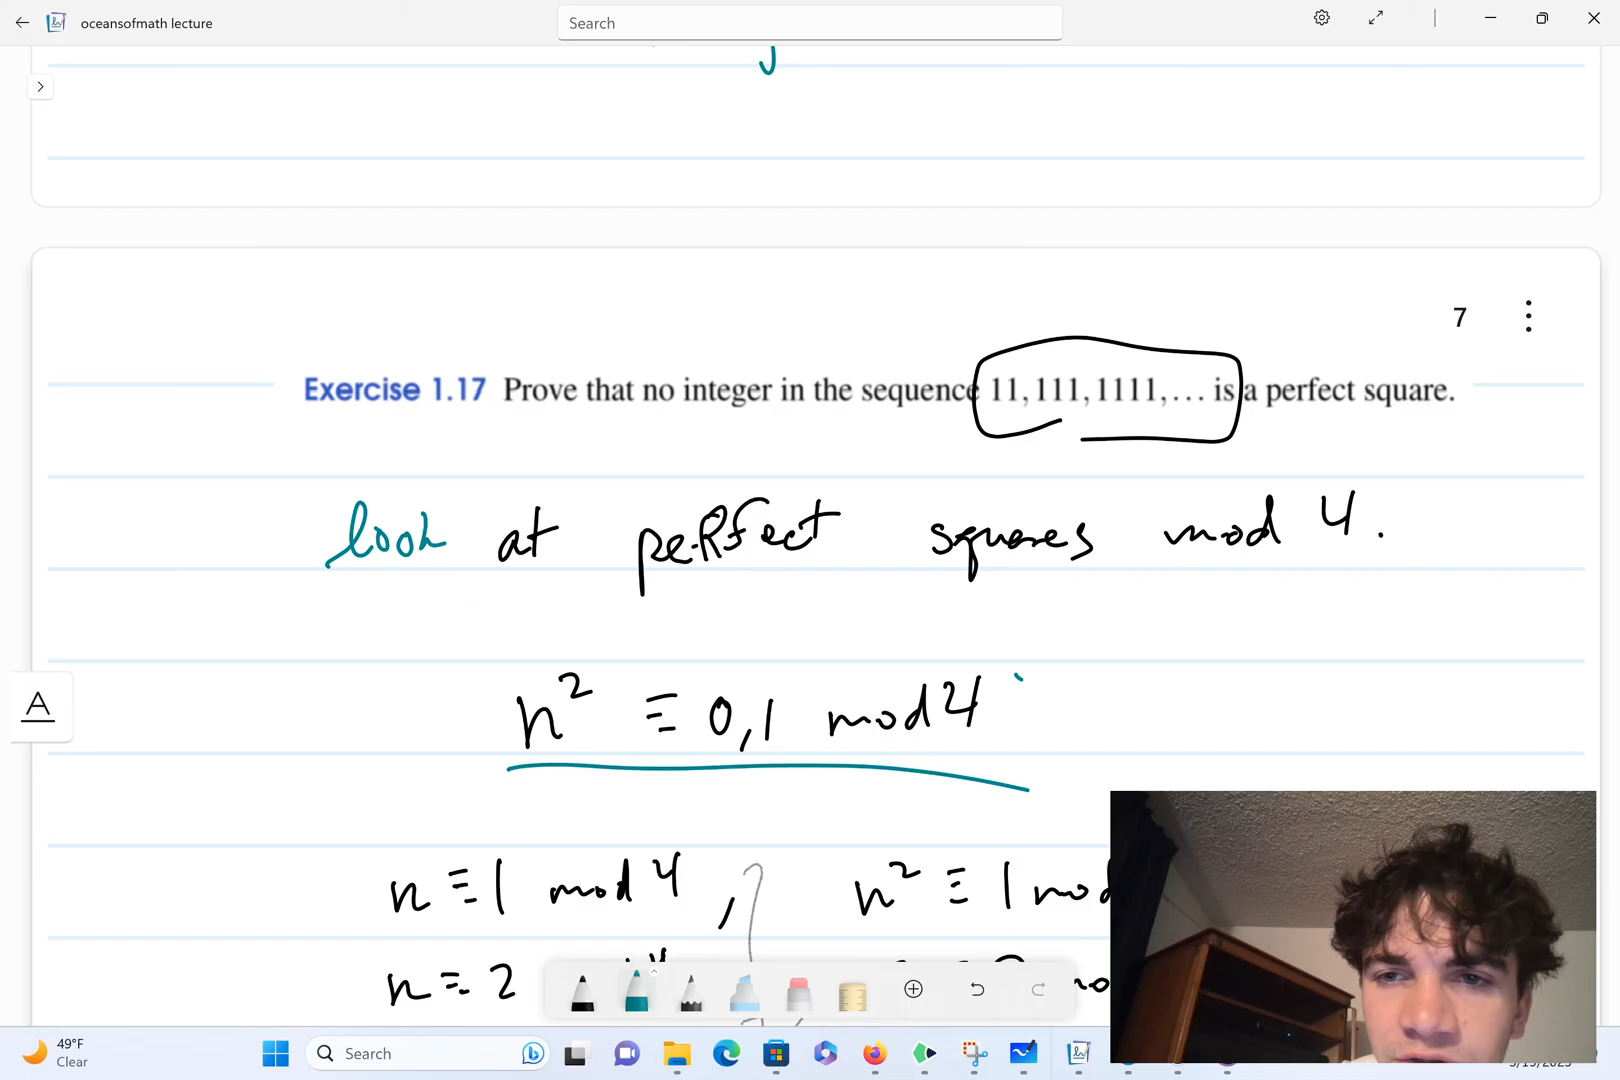 oceansofmath lecture
Search
7
Exercise 1.17 Prove that no integer in the sequence 11, 111, 1111, ... is a perfect square.
look at perfect squares mod 4.
n² ≡ 0,1 mod 4
n ≡ 1 mod 4, n² ≡ 1 mod
n ≡ 2
A
49°F
Clear
Search